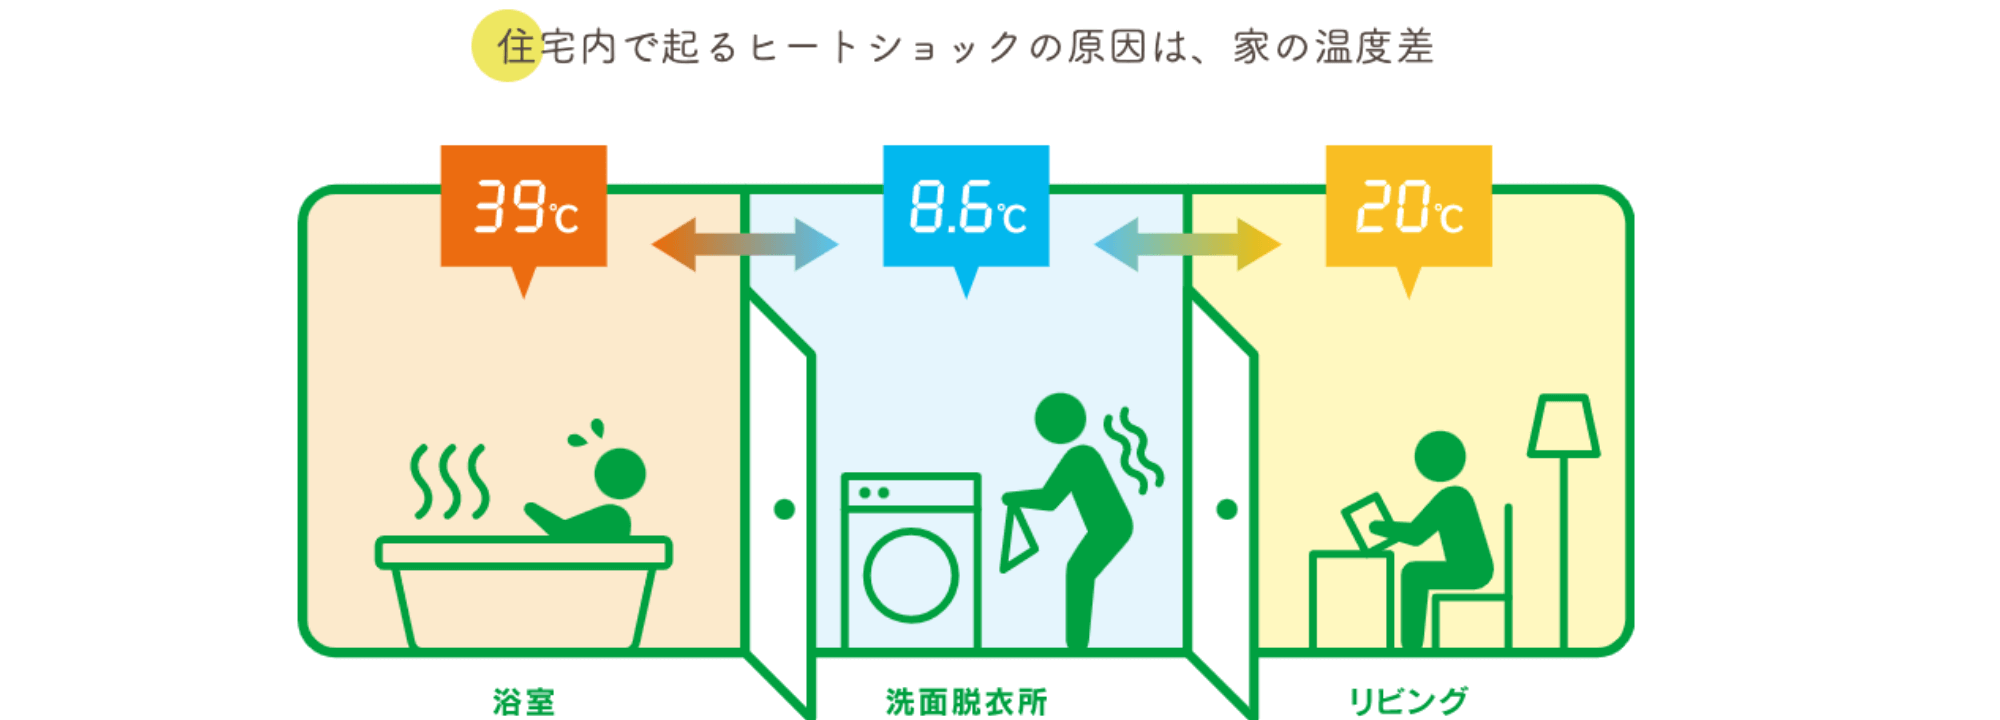 住宅内で起るヒートショックの原因は、家の温度差
39℃
8.6℃
20℃
浴室
洗面脱衣所
リビング